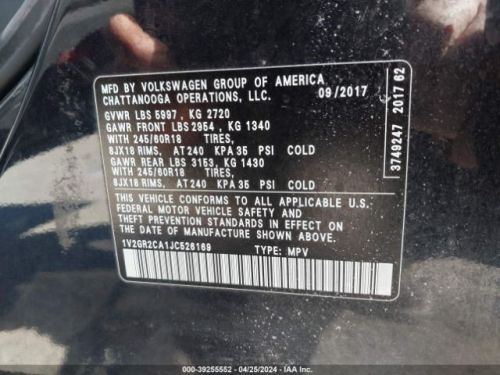 MFD BY VOLKSWAGEN GROUP OF AMERICA
CHATTANOOGA OPERATIONS, LLC. 09/2017
GVWR LBS 5997, KG 2720
GAWR FRONT LBS 2954, KG 1340
WITH 245/60R18 TIRES,
8JX18 RIMS, AT 240 KPA 35 PSI COLD
GAWR REAR LBS 3153, KG 1430
WITH 245/60R18 TIRES,
8JX18 RIMS, AT 240 KPA 35 PSI COLD
THIS VEHICLE CONFORMS TO ALL APPLICABLE U.S.
FEDERAL MOTOR VEHICLE SAFETY AND
THEFT PREVENTION STANDARDS IN EFFECT ON
THE DATE OF MANUFACTURE SHOWN ABOVE.
1V2GR2CA1JC526169 TYPE: MPV
3749247 2017 62
000-39255552 - 04/25/2024 - IAA Inc.